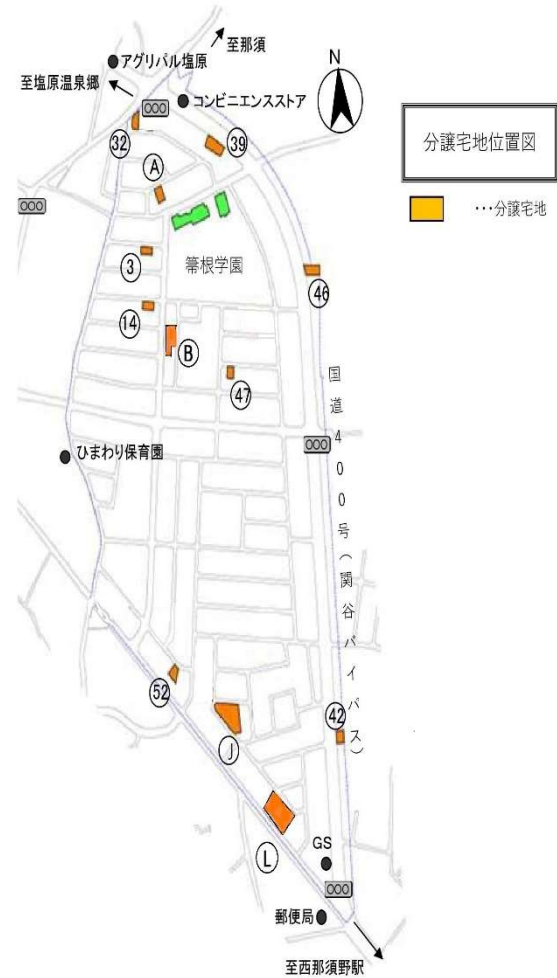 至那須
アグリパル塩原
至塩原温泉郷
コンビニエンスストア
N
分譲宅地位置図
・・・分譲宅地
32
39
A
箒根学園
3
46
14
B
47
国道400号(関谷バイパス)
ひまわり保育園
52
42
J
GS
L
郵便局
至西那須野駅